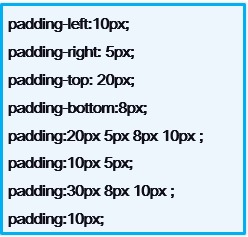 padding-left:10px;
padding-right: 5px;
padding-top: 20px;
padding-bottom:8px;
padding:20px 5px 8px 10px ;
padding:10px 5px;
padding:30px 8px 10px ;
padding:10px;